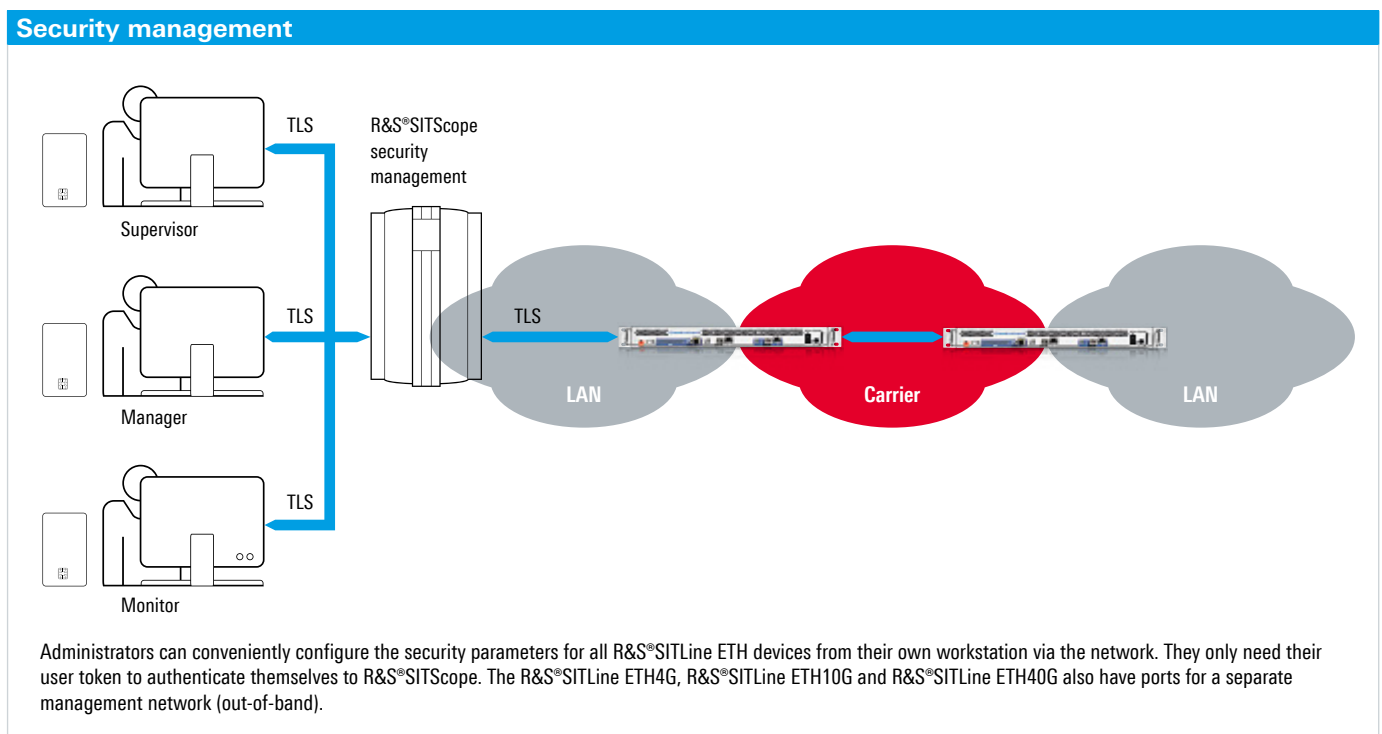 Security management
TLS
R&S®SITScope
security
management
Supervisor
TLS
TLS
Manager
LAN
Carrier
LAN
TLS
Monitor
Administrators can conveniently configure the security parameters for all R&S®SITLine ETH devices from their own workstation via the network. They only need their
user token to authenticate themselves to R&S®SITScope. The R&S®SITLine ETH4G, R&S®SITLine ETH10G and R&S®SITLine ETH40G also have ports for a separate
management network (out-of-band).